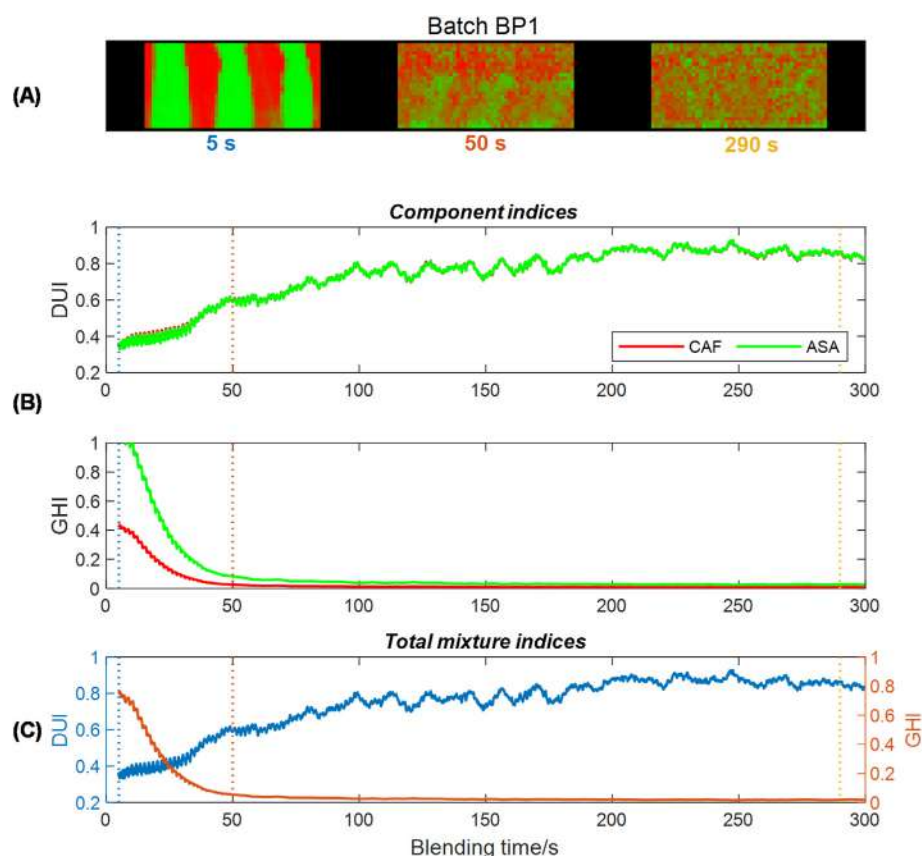 Batch BP1
(A)
5 s 50 s 290 s
Component indices
1
0.8
0.6
0.4
0.2
DUI
CAF ASA
0 50 100 150 200 250 300
(B)
1
0.8
0.6
0.4
0.2
0
GHI
0 50 100 150 200 250 300
Total mixture indices
(C)
1
0.8
0.6
0.4
0.2
DUI
1
0.8
0.6
0.4
0.2
0
GHI
0 50 100 150 200 250 300
Blending time/s